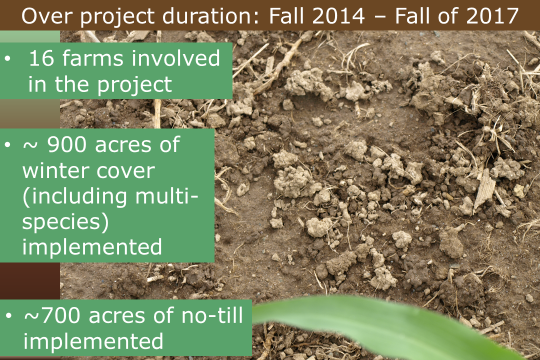 Over project duration: Fall 2014 – Fall of 2017
• 16 farms involved
in the project
• ~ 900 acres of
winter cover
(including multi-
species)
implemented
• ~700 acres of no-till
implemented